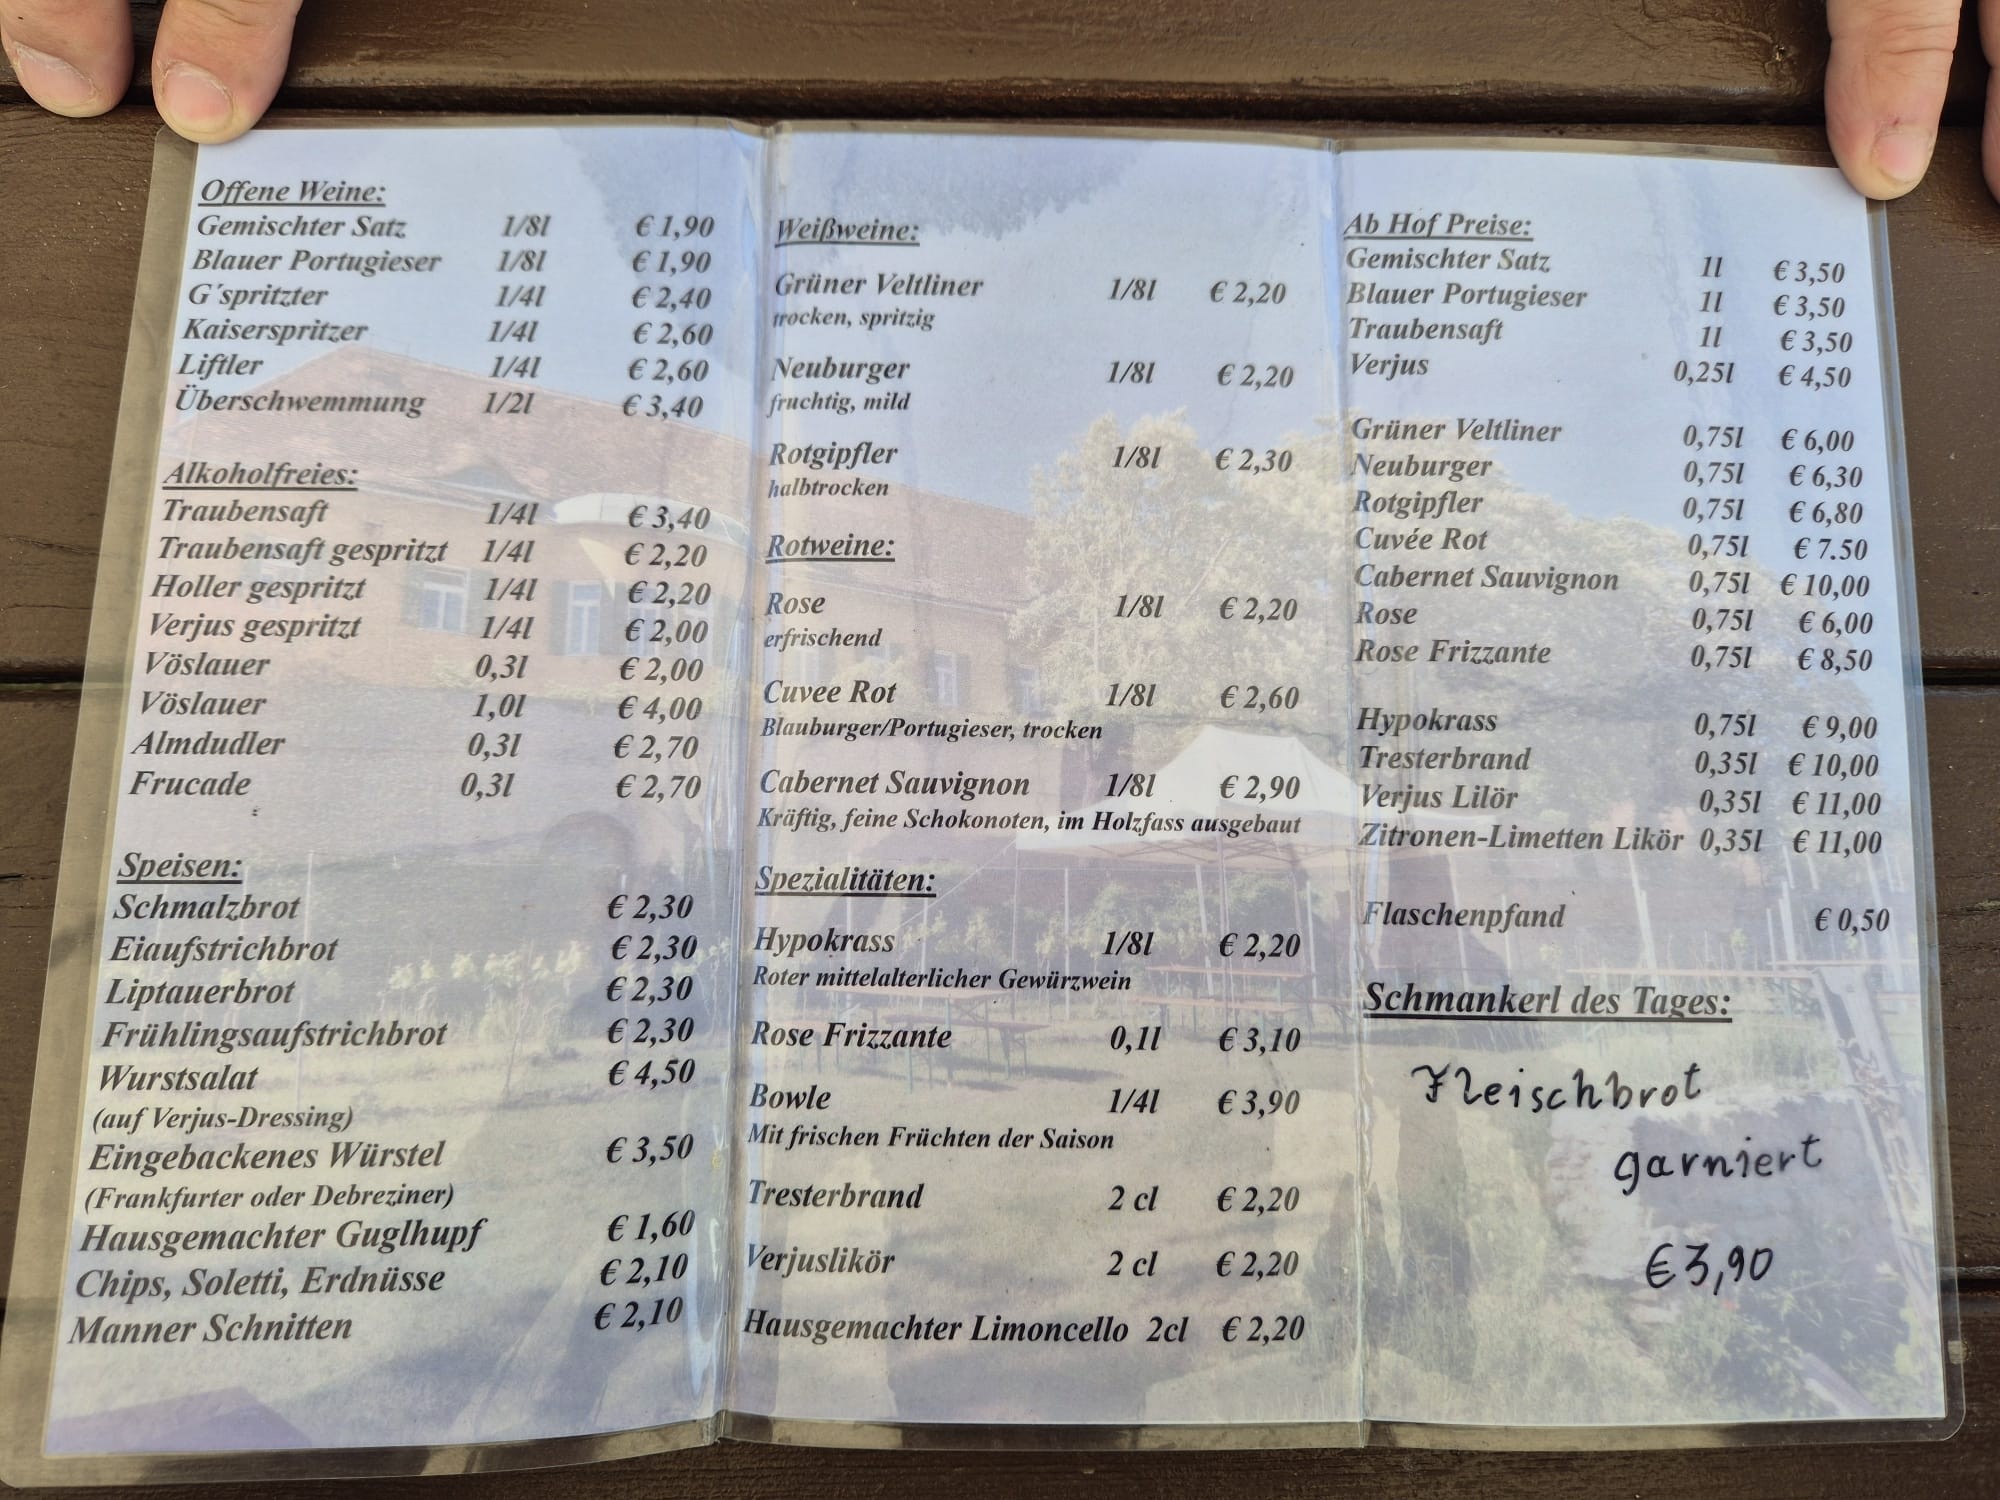 Offene Weine:
Gemischter Satz 1/8l € 1,90
Blauer Portugieser 1/8l € 1,90
G´spritzter 1/4l € 2,40
Kaiserspritzer 1/4l € 2,60
Liftler 1/4l € 2,60
Überschwemmung 1/2l € 3,40
Alkoholfreies:
Traubensaft 1/4l € 3,40
Traubensaft gespritzt 1/4l € 2,20
Holler gespritzt 1/4l € 2,20
Verjus gespritzt 1/4l € 2,00
Vöslauer 0,3l € 2,00
Vöslauer 1,0l € 4,00
Almdudler 0,3l € 2,70
Frucade 0,3l € 2,70
Speisen:
Schmalzbrot € 2,30
Eiaufstrichbrot € 2,30
Liptauerbrot € 2,30
Frühlingsaufstrichbrot € 2,30
Wurstsalat € 4,50
(auf Verjus-Dressing)
Eingebackenes Würstel € 3,50
(Frankfurter oder Debreziner)
Hausgemachter Guglhupf € 1,60
Chips, Soletti, Erdnüsse € 2,10
Manner Schnitten € 2,10
Weißweine:
Grüner Veltliner 1/8l € 2,20
trocken, spritzig
Neuburger 1/8l € 2,20
fruchtig, mild
Rotgipfler 1/8l € 2,30
halbtrocken
Rotweine:
Rose 1/8l € 2,20
erfrischend
Cuvee Rot 1/8l € 2,60
Blauburger/Portugieser, trocken
Cabernet Sauvignon 1/8l € 2,90
Kräftig, feine Schokonoten, im Holzfass ausgebaut
Spezialitäten:
Hypokrass 1/8l € 2,20
Roter mittelalterlicher Gewürzwein
Rose Frizzante 0,1l € 3,10
Bowle 1/4l € 3,90
Mit frischen Früchten der Saison
Tresterbrand 2 cl € 2,20
Verjuslikör 2 cl € 2,20
Hausgemachter Limoncello 2cl € 2,20
Ab Hof Preise:
Gemischter Satz 1l € 3,50
Blauer Portugieser 1l € 3,50
Traubensaft 1l € 3,50
Verjus 0,25l € 4,50
Grüner Veltliner 0,75l € 6,00
Neuburger 0,75l € 6,30
Rotgipfler 0,75l € 6,80
Cuvée Rot 0,75l € 7.50
Cabernet Sauvignon 0,75l € 10,00
Rose 0,75l € 6,00
Rose Frizzante 0,75l € 8,50
Hypokrass 0,75l € 9,00
Tresterbrand 0,35l € 10,00
Verjus Lilör 0,35l € 11,00
Zitronen-Limetten Likör 0,35l € 11,00
Flaschenpfand € 0,50
Schmankerl des Tages:
Fleischbrot
garniert
€ 3,90